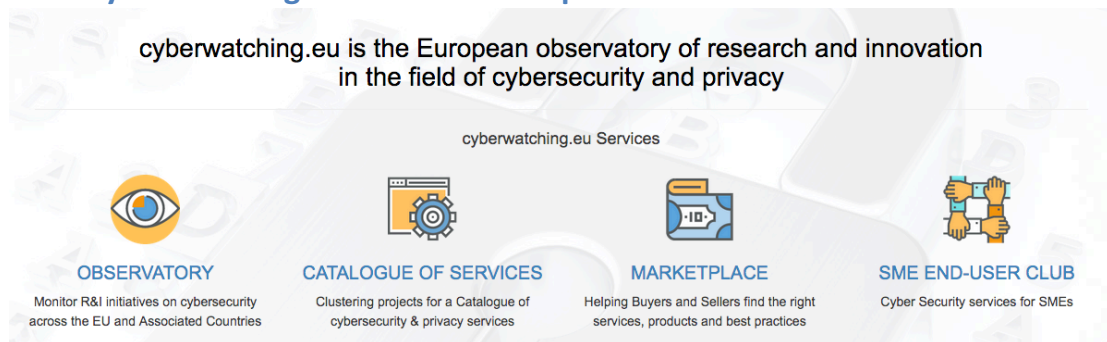 cyberwatching.eu is the European observatory of research and innovation
in the field of cybersecurity and privacy
cyberwatching.eu Services
OBSERVATORY
Monitor R&I initiatives on cybersecurity
across the EU and Associated Countries
CATALOGUE OF SERVICES
Clustering projects for a Catalogue of
cybersecurity & privacy services
MARKETPLACE
Helping Buyers and Sellers find the right
services, products and best practices
SME END-USER CLUB
Cyber Security services for SMEs